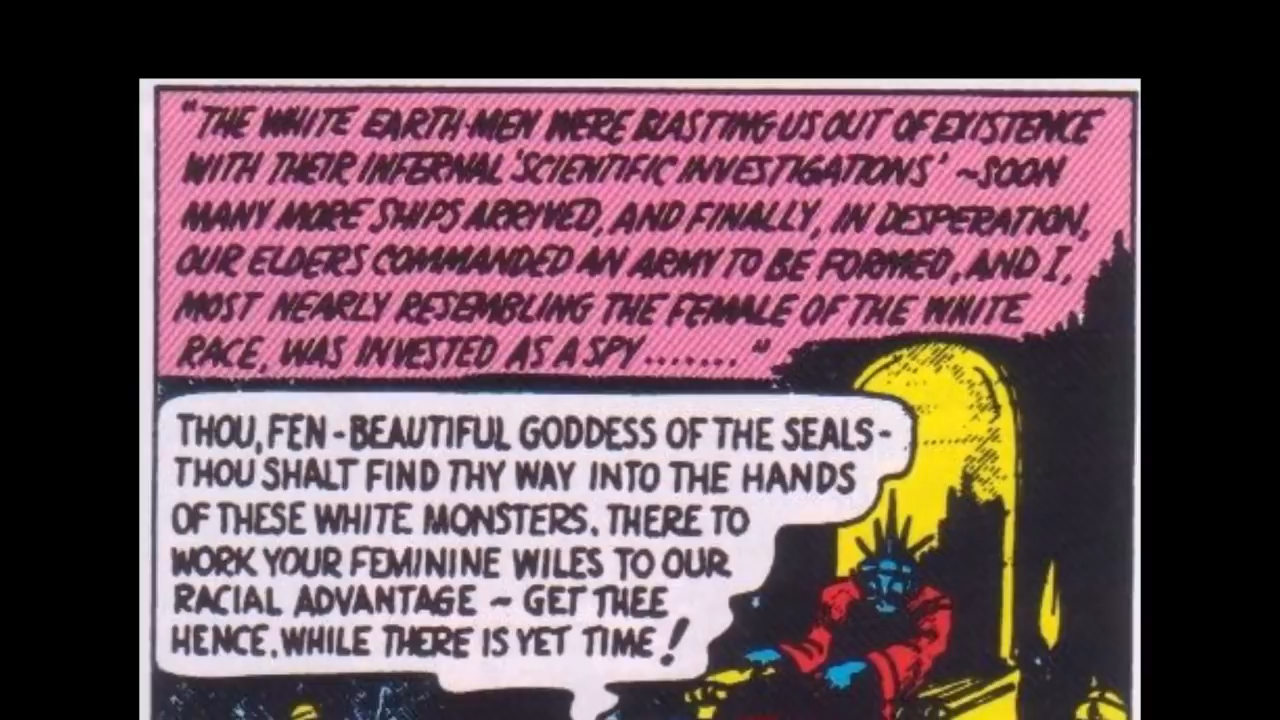 "THE WHITE EARTH-MEN WERE BLASTING US OUT OF EXISTENCE
WITH THEIR INFERNAL 'SCIENTIFIC INVESTIGATIONS' ~SOON
MANY MORE SHIPS ARRIVED, AND FINALLY, IN DESPERATION,
OUR ELDERS COMMANDED AN ARMY TO BE FORMED, AND I,
MOST NEARLY RESEMBLING THE FEMALE OF THE WHITE
RACE, WAS INVESTED AS A SPY......."
THOU, FEN-BEAUTIFUL GODDESS OF THE SEALS-
THOU SHALT FIND THY WAY INTO THE HANDS
OF THESE WHITE MONSTERS. THERE TO
WORK YOUR FEMININE WILES TO OUR
RACIAL ADVANTAGE ~ GET THEE
HENCE. WHILE THERE IS YET TIME!